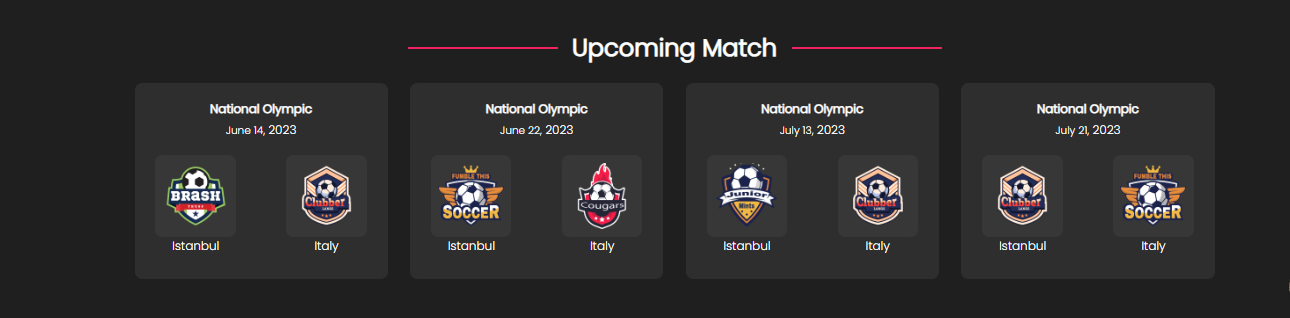 Upcoming Match
National Olympic
June 14, 2023
BRASH
Clubber
Istanbul
Italy
National Olympic
June 22, 2023
FUMBLE THIS
SOCCER
Cougars
Istanbul
Italy
National Olympic
July 13, 2023
Junior
Mints
Clubber
Istanbul
Italy
National Olympic
July 21, 2023
Clubber
FUMBLE THIS
SOCCER
Istanbul
Italy